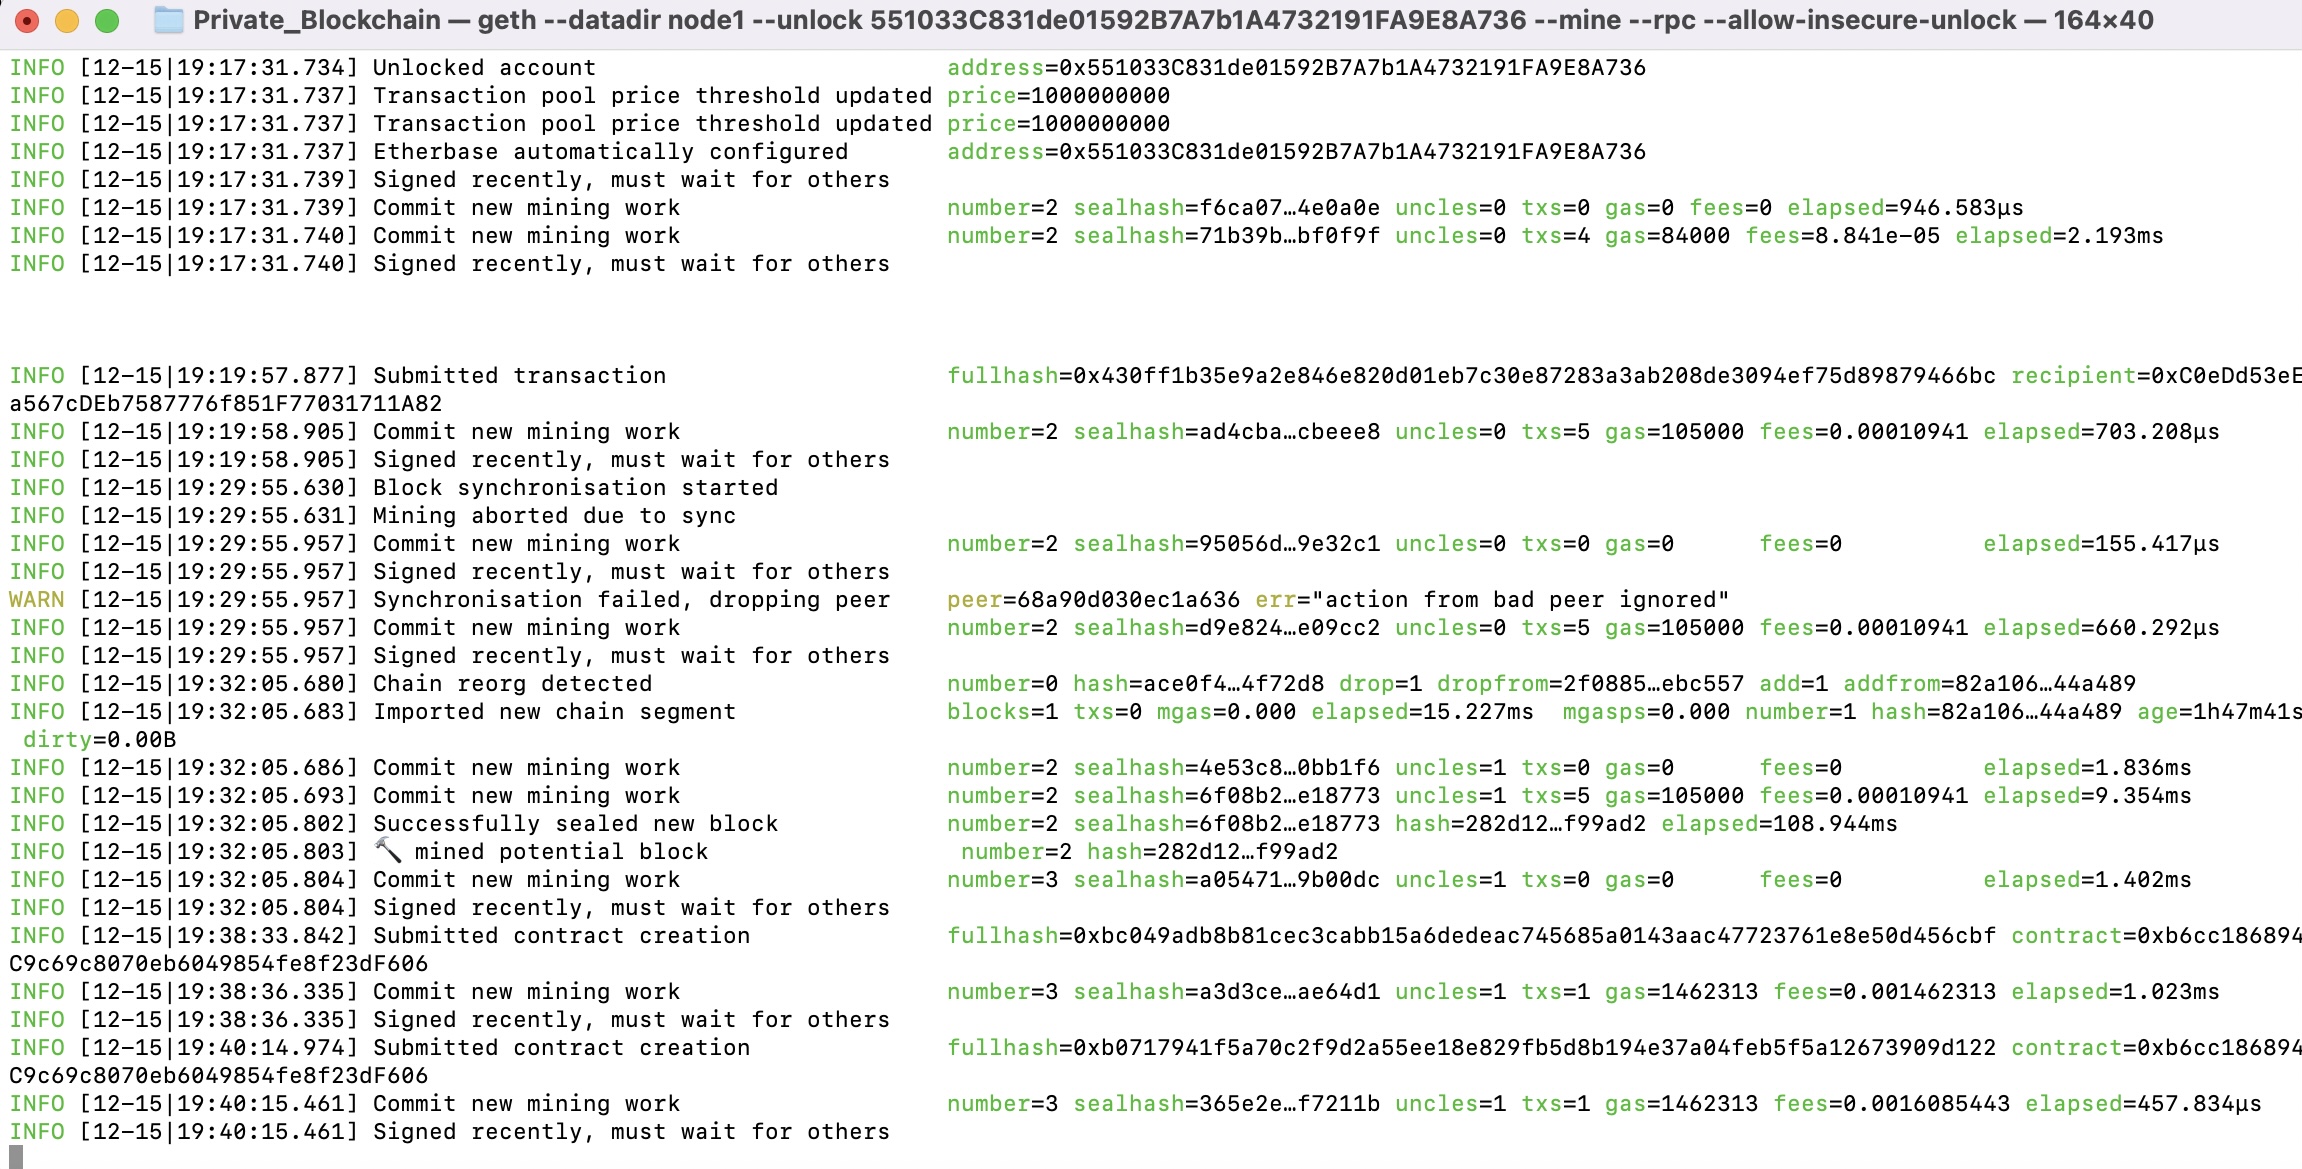 Private_Blockchain — geth --datadir node1 --unlock 551033C831de01592B7A7b1A4732191FA9E8A736 --mine --rpc --allow-insecure-unlock — 164×40
INFO [12-15|19:17:31.734] Unlocked account address=0x551033C831de01592B7A7b1A4732191FA9E8A736
INFO [12-15|19:17:31.737] Transaction pool price threshold updated price=1000000000
INFO [12-15|19:17:31.737] Transaction pool price threshold updated price=1000000000
INFO [12-15|19:17:31.737] Etherbase automatically configured address=0x551033C831de01592B7A7b1A4732191FA9E8A736
INFO [12-15|19:17:31.739] Signed recently, must wait for others
INFO [12-15|19:17:31.739] Commit new mining work number=2 sealhash=f6ca07…4e0a0e uncles=0 txs=0 gas=0 fees=0 elapsed=946.583µs
INFO [12-15|19:17:31.740] Commit new mining work number=2 sealhash=71b39b…bf0f9f uncles=0 txs=4 gas=84000 fees=8.841e-05 elapsed=2.193ms
INFO [12-15|19:17:31.740] Signed recently, must wait for others
INFO [12-15|19:19:57.877] Submitted transaction fullhash=0x430ff1b35e9a2e846e820d01eb7c30e87283a3ab208de3094ef75d89879466bc recipient=0xC0eDd53eE
a567cDEb7587776f851F77031711A82
INFO [12-15|19:19:58.905] Commit new mining work number=2 sealhash=ad4cba…cbeee8 uncles=0 txs=5 gas=105000 fees=0.00010941 elapsed=703.208µs
INFO [12-15|19:19:58.905] Signed recently, must wait for others
INFO [12-15|19:29:55.630] Block synchronisation started
INFO [12-15|19:29:55.631] Mining aborted due to sync
INFO [12-15|19:29:55.957] Commit new mining work number=2 sealhash=95056d…9e32c1 uncles=0 txs=0 gas=0 fees=0 elapsed=155.417µs
INFO [12-15|19:29:55.957] Signed recently, must wait for others
WARN [12-15|19:29:55.957] Synchronisation failed, dropping peer peer=68a90d030ec1a636 err="action from bad peer ignored"
INFO [12-15|19:29:55.957] Commit new mining work number=2 sealhash=d9e824…e09cc2 uncles=0 txs=5 gas=105000 fees=0.00010941 elapsed=660.292µs
INFO [12-15|19:29:55.957] Signed recently, must wait for others
INFO [12-15|19:32:05.680] Chain reorg detected number=0 hash=ace0f4…4f72d8 drop=1 dropfrom=2f0885…ebc557 add=1 addfrom=82a106…44a489
INFO [12-15|19:32:05.683] Imported new chain segment blocks=1 txs=0 mgas=0.000 elapsed=15.227ms mgasps=0.000 number=1 hash=82a106…44a489 age=1h47m41s
dirty=0.00B
INFO [12-15|19:32:05.686] Commit new mining work number=2 sealhash=4e53c8…0bb1f6 uncles=1 txs=0 gas=0 fees=0 elapsed=1.836ms
INFO [12-15|19:32:05.693] Commit new mining work number=2 sealhash=6f08b2…e18773 uncles=1 txs=5 gas=105000 fees=0.00010941 elapsed=9.354ms
INFO [12-15|19:32:05.802] Successfully sealed new block number=2 sealhash=6f08b2…e18773 hash=282d12…f99ad2 elapsed=108.944ms
INFO [12-15|19:32:05.803] 🔨 mined potential block number=2 hash=282d12…f99ad2
INFO [12-15|19:32:05.804] Commit new mining work number=3 sealhash=a05471…9b00dc uncles=1 txs=0 gas=0 fees=0 elapsed=1.402ms
INFO [12-15|19:32:05.804] Signed recently, must wait for others
INFO [12-15|19:38:33.842] Submitted contract creation fullhash=0xbc049adb8b81cec3cabb15a6dedeac745685a0143aac47723761e8e50d456cbf contract=0xb6cc186894
C9c69c8070eb6049854fe8f23dF606
INFO [12-15|19:38:36.335] Commit new mining work number=3 sealhash=a3d3ce…ae64d1 uncles=1 txs=1 gas=1462313 fees=0.001462313 elapsed=1.023ms
INFO [12-15|19:38:36.335] Signed recently, must wait for others
INFO [12-15|19:40:14.974] Submitted contract creation fullhash=0xb0717941f5a70c2f9d2a55ee18e829fb5d8b194e37a04feb5f5a12673909d122 contract=0xb6cc186894
C9c69c8070eb6049854fe8f23dF606
INFO [12-15|19:40:15.461] Commit new mining work number=3 sealhash=365e2e…f7211b uncles=1 txs=1 gas=1462313 fees=0.0016085443 elapsed=457.834µs
INFO [12-15|19:40:15.461] Signed recently, must wait for others